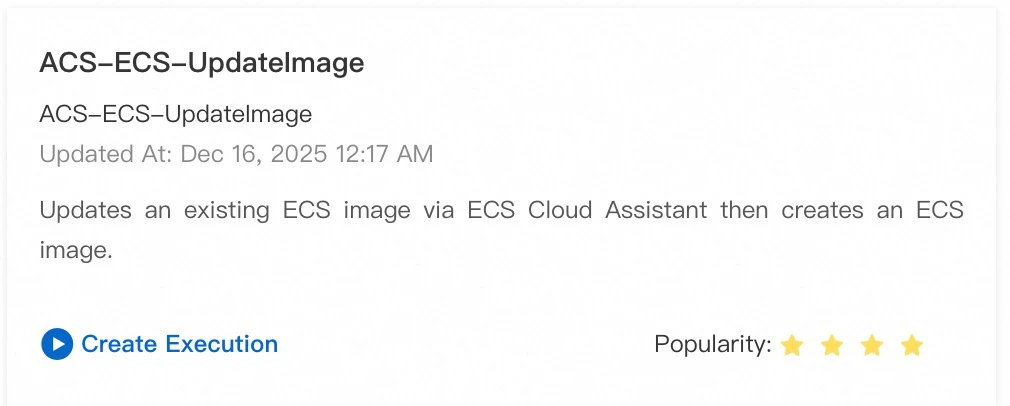 ACS–ECS–UpdateImage
ACS–ECS–UpdateImage
Updated At: Dec 16, 2025 12:17 AM
Updates an existing ECS image via ECS Cloud Assistant then creates an ECS
image.
Create Execution
Popularity: